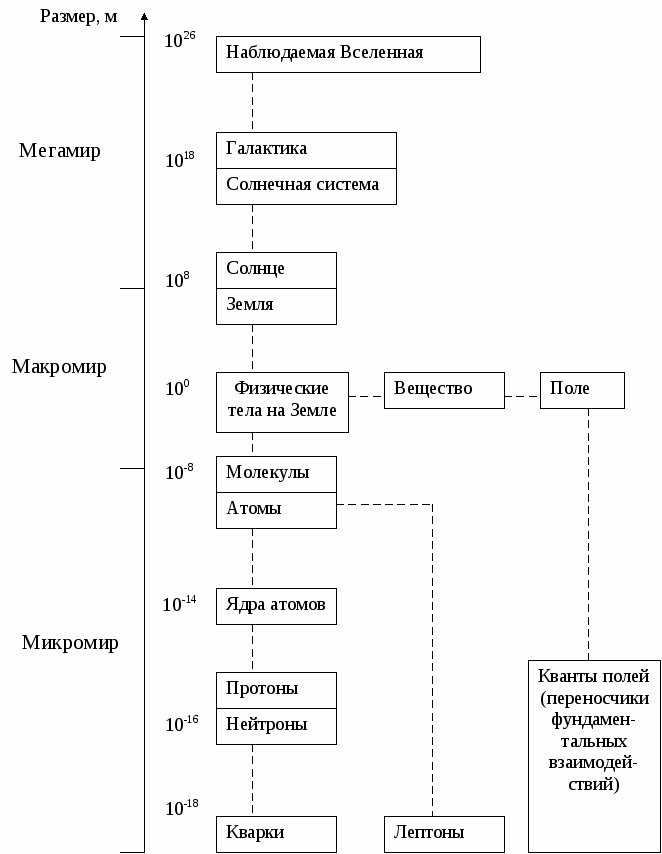 Размер, м
10^26
Наблюдаемая Вселенная
Мегамир
10^18
Галактика
Солнечная система
Солнце
10^8
Земля
Макромир
10^0
Физические
тела на Земле
Вещество
Поле
10^-8
Молекулы
Атомы
10^-14
Ядра атомов
Микромир
Протоны
10^-16
Нейтроны
Кванты полей
(переносчики
фундамен-
тальных
взаимодей-
ствий)
10^-18
Кварки
Лептоны